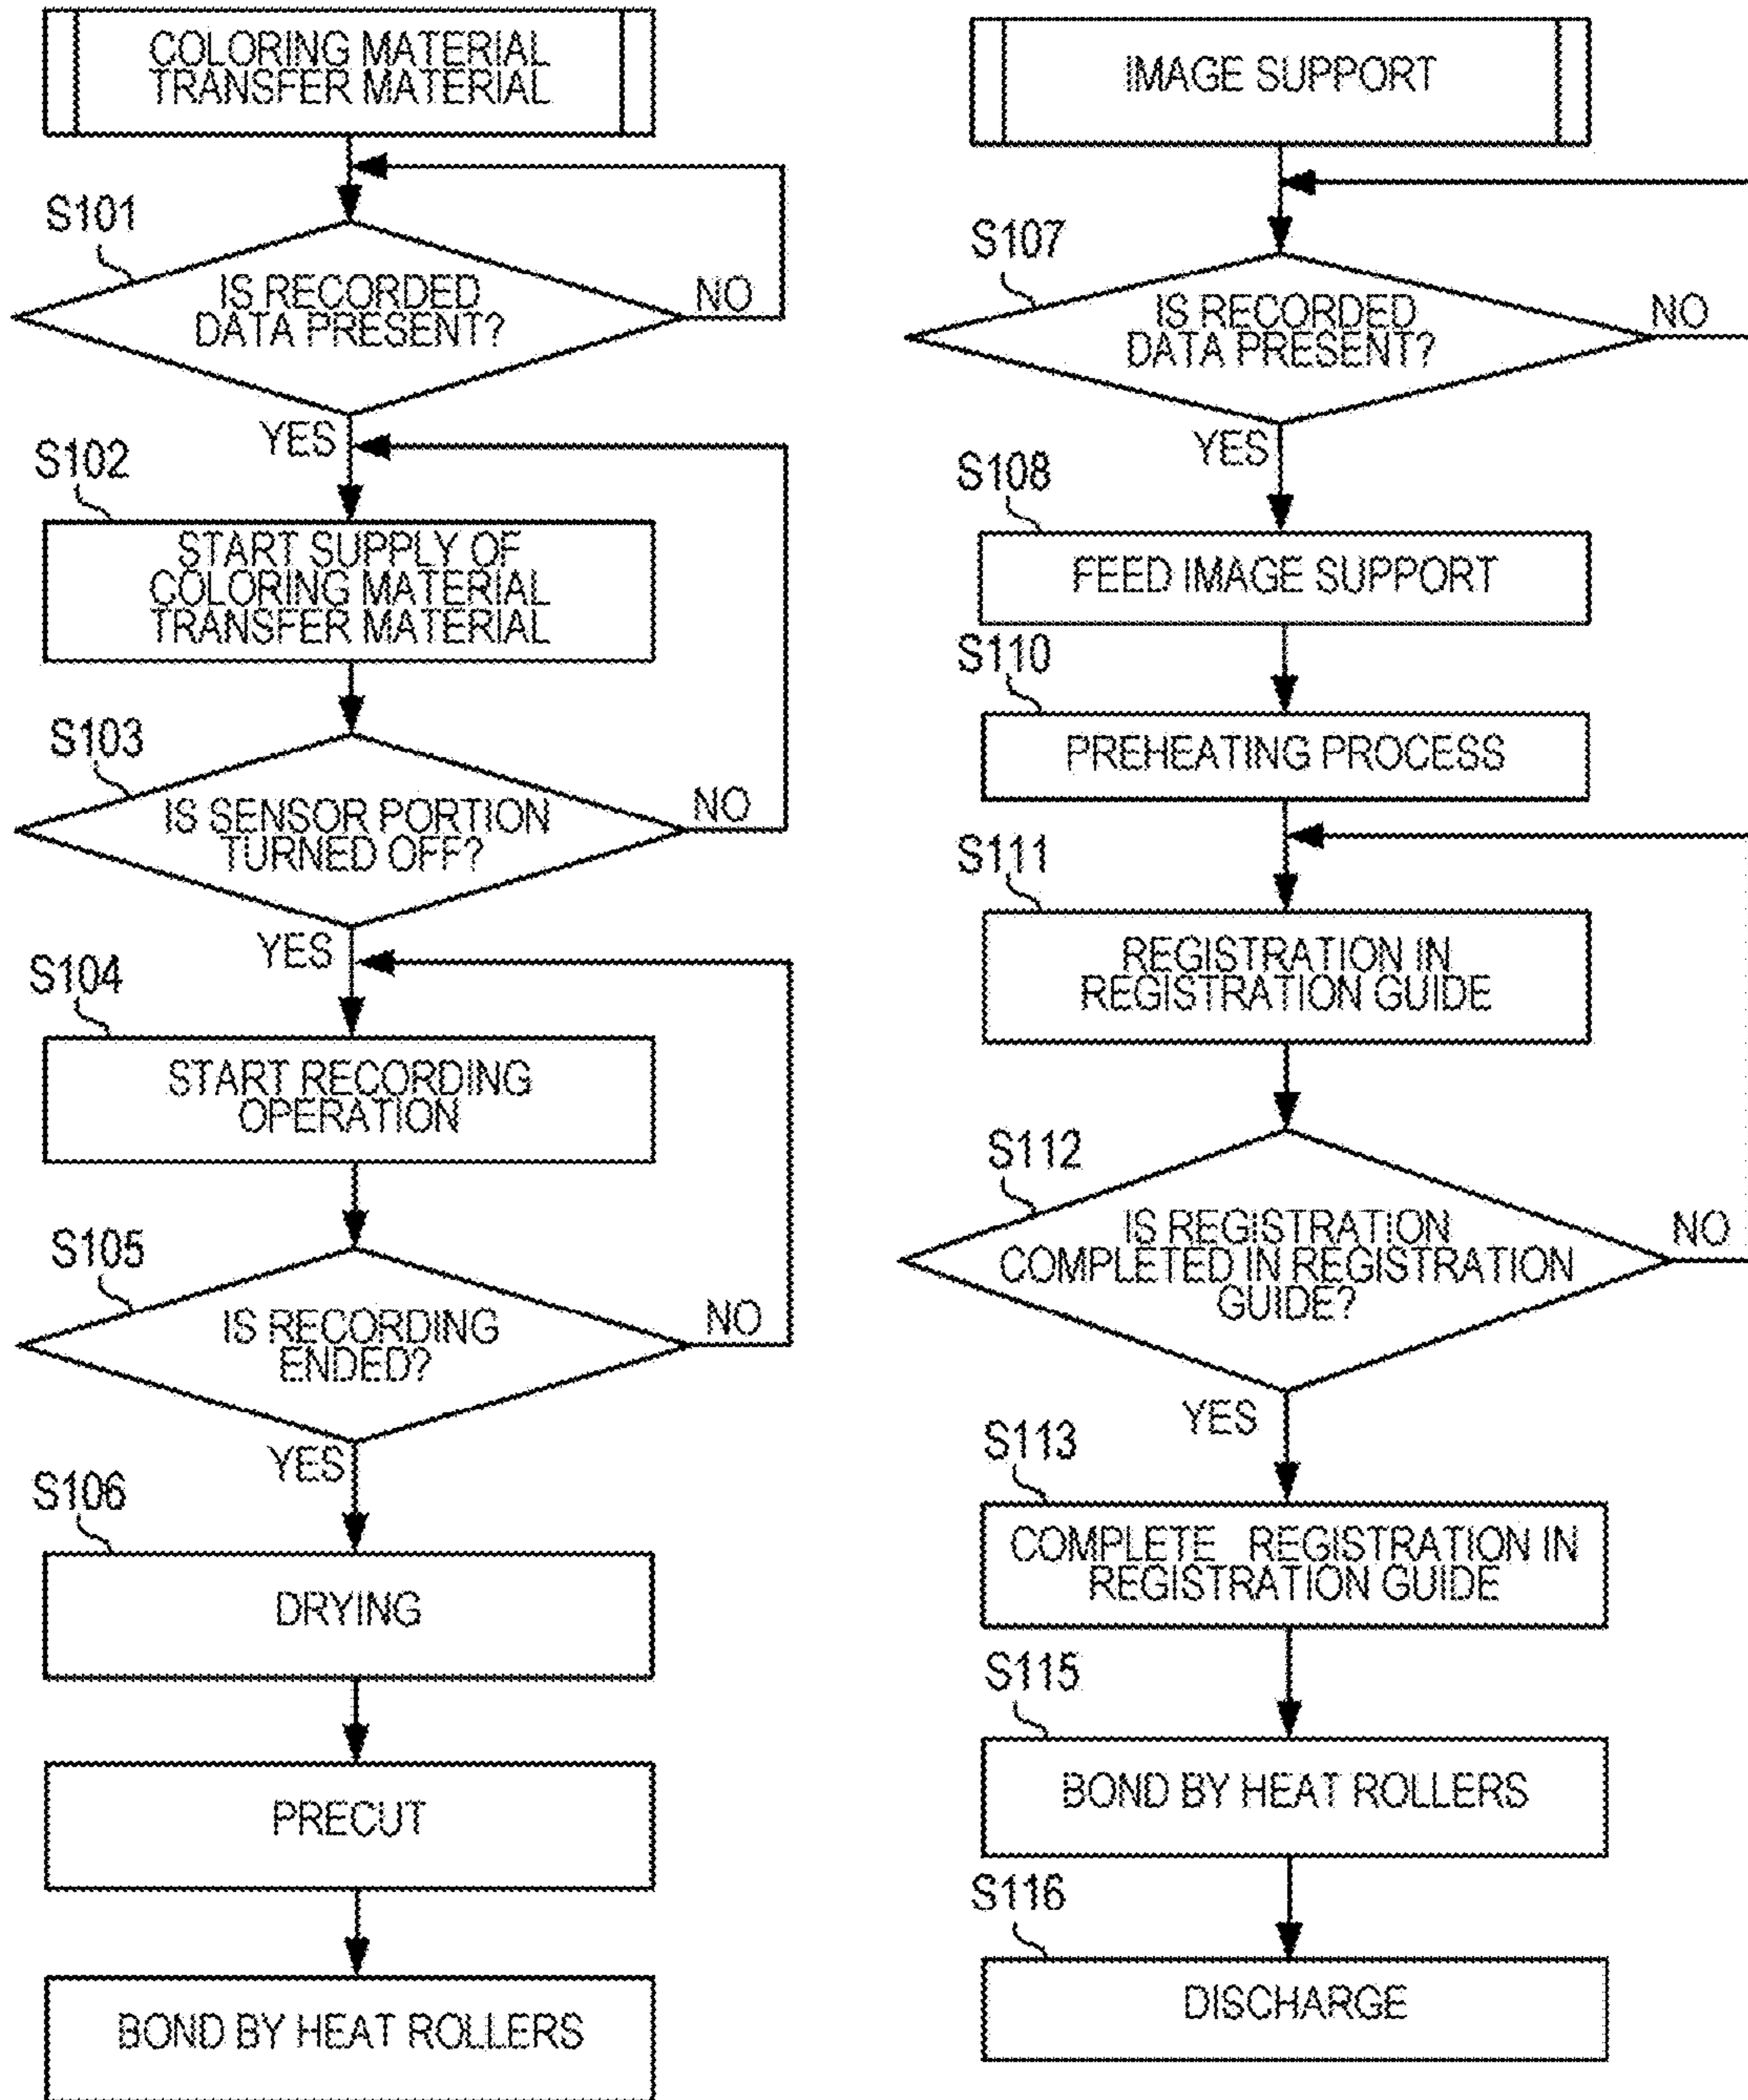 COLORING MATERIAL
TRANSFER MATERIAL
S101
IS RECORDED
DATA PRESENT?
NO
YES
S102
START SUPPLY OF
COLORING MATERIAL
TRANSFER MATERIAL
S103
IS SENSOR PORTION
TURNED OFF?
NO
YES
S104
START RECORDING
OPERATION
S105
IS RECORDING
ENDED?
NO
YES
S106
DRYING
PRECUT
BOND BY HEAT ROLLERS
IMAGE SUPPORT
S107
IS RECORDED
DATA PRESENT?
NO
YES
S108
FEED IMAGE SUPPORT
S110
PREHEATING PROCESS
S111
REGISTRATION IN
REGISTRATION GUIDE
S112
IS REGISTRATION
COMPLETED IN REGISTRATION
GUIDE?
NO
YES
S113
COMPLETE REGISTRATION IN
REGISTRATION GUIDE
S115
BOND BY HEAT ROLLERS
S116
DISCHARGE